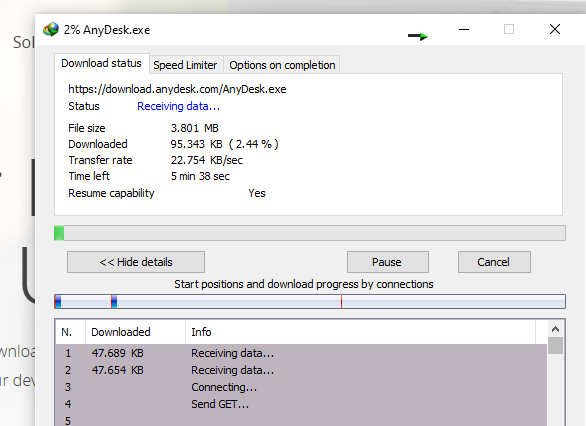 2% AnyDesk.exe
Sol
Download status
Speed Limiter
Options on completion
https://download.anydesk.com/AnyDesk.exe
Status Receiving data...
File size 3.801 MB
Downloaded 95.343 KB ( 2.44 % )
Transfer rate 22.754 KB/sec
Time left 5 min 38 sec
Resume capability Yes
<< Hide details
Pause
Cancel
Start positions and download progress by connections
N. Downloaded Info
1 47.689 KB Receiving data...
2 47.654 KB Receiving data...
3 Connecting...
4 Send GET...
5
wnloa
ur dev